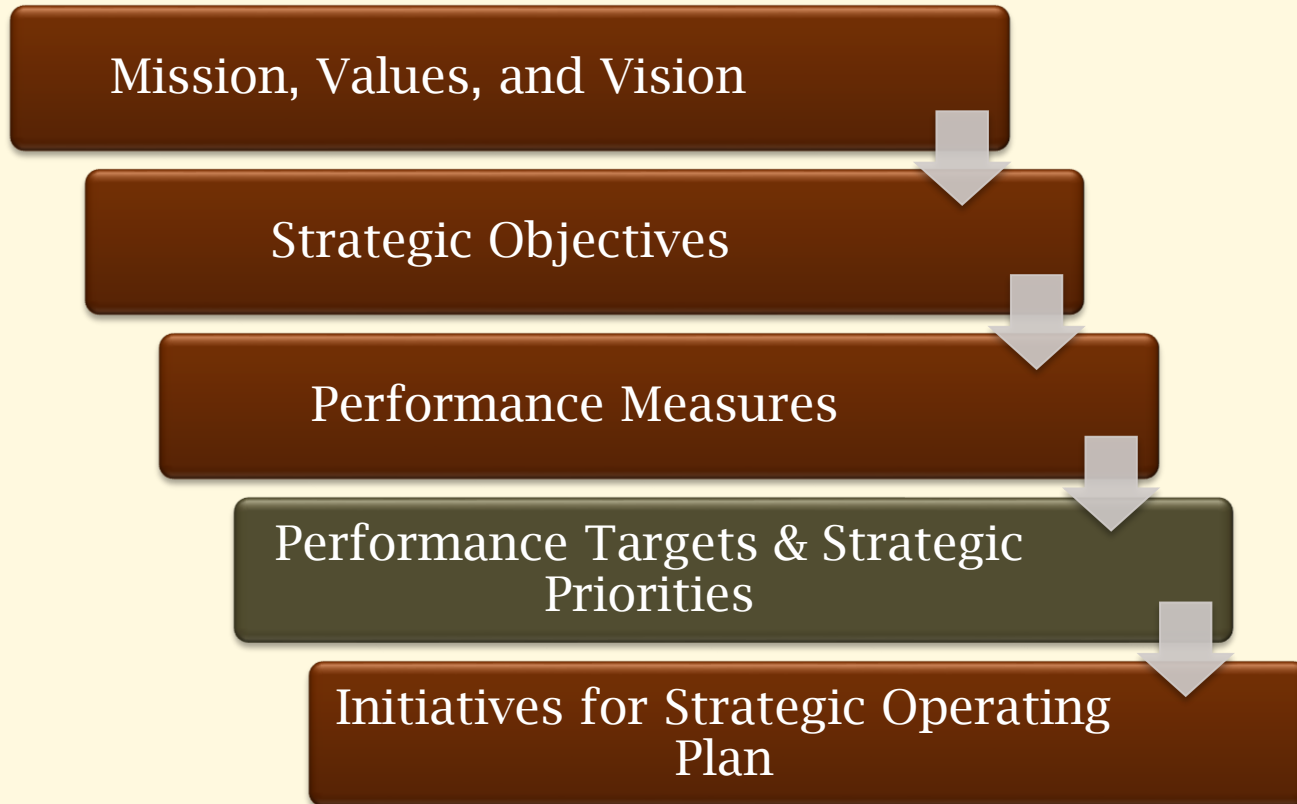 Mission, Values, and Vision
Strategic Objectives
Performance Measures
Performance Targets & Strategic
Priorities
Initiatives for Strategic Operating
Plan